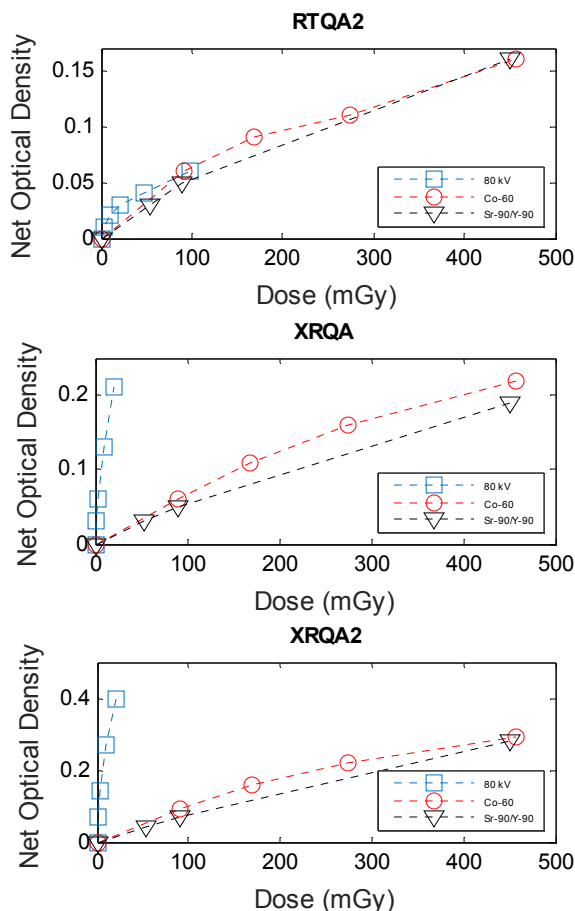 RTQA2
Net Optical Density
0.15
0.1
0.05
0
80 kV
Co-60
Sr-90/Y-90
0 100 200 300 400 500
Dose (mGy)
XRQA
Net Optical Density
0.2
0.1
0
80 kV
Co-60
Sr-90/Y-90
0 100 200 300 400 500
Dose (mGy)
XRQA2
Net Optical Density
0.4
0.2
0
80 kV
Co-60
Sr-90/Y-90
0 100 200 300 400 500
Dose (mGy)